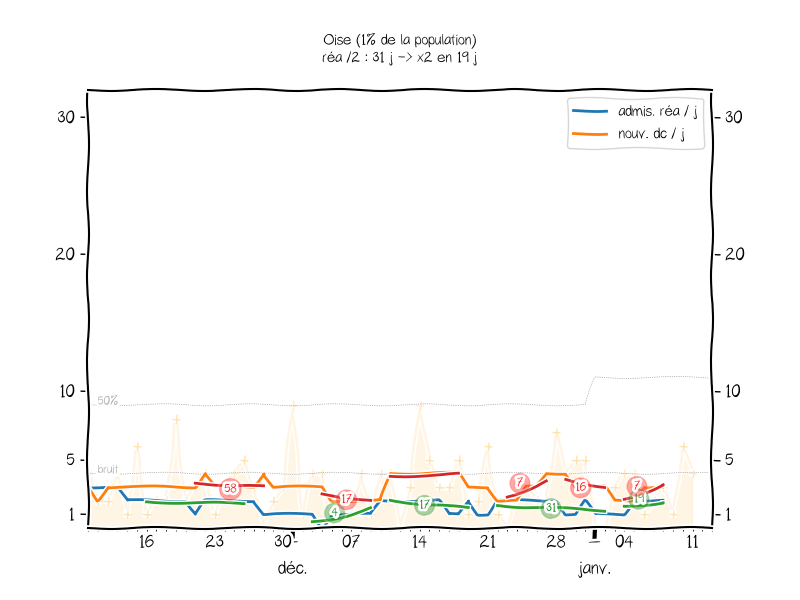 Oise (1% de la population)
réa /2 : 31 j -> x2 en 19 j
admis. réa / j
nouv. dc / j
30 30
20 20
10 10
50%
5 5
bruit
1 1
58 17 4 17 7 31 16 7 19
16 23 30 07 14 21 28 04 11
déc. janv.